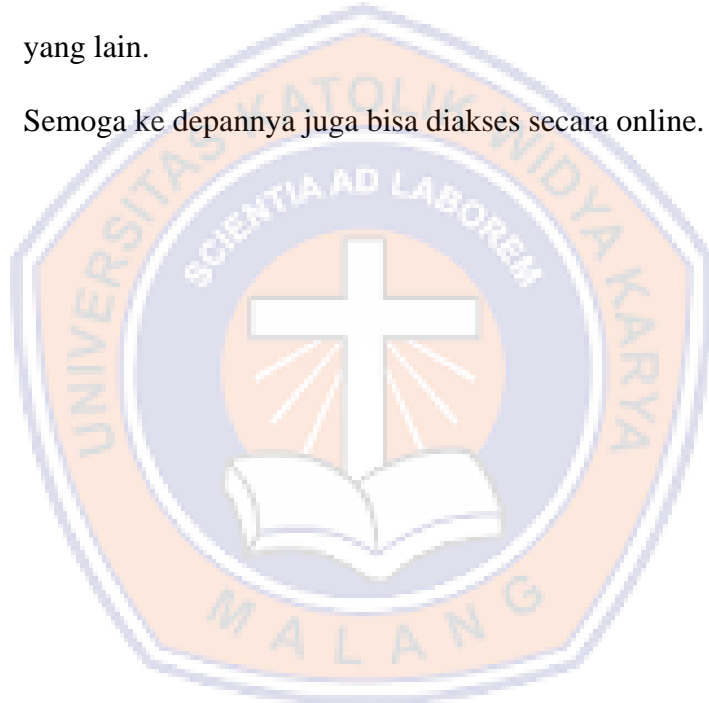 yang lain.
Semoga ke depannya juga bisa diakses secara online.
UNIVERSITAS KATOLIK WIDYA KARYA
SCIENTIA AD LABOREM
MALANG